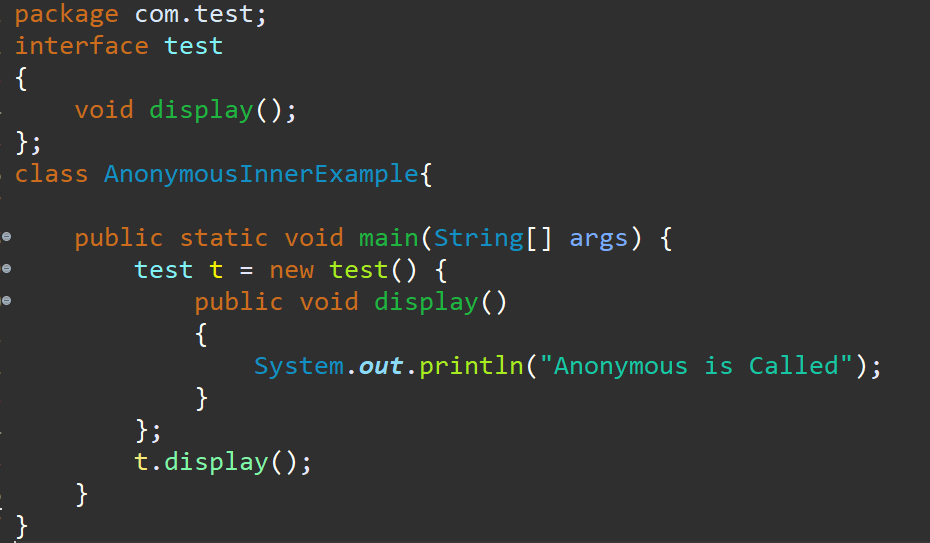 package com.test;
interface test
{
    void display();
};
class AnonymousInnerExample{

    public static void main(String[] args) {
        test t = new test() {
            public void display()
            {
                System.out.println("Anonymous is Called");
            }
        };
        t.display();
    }
}